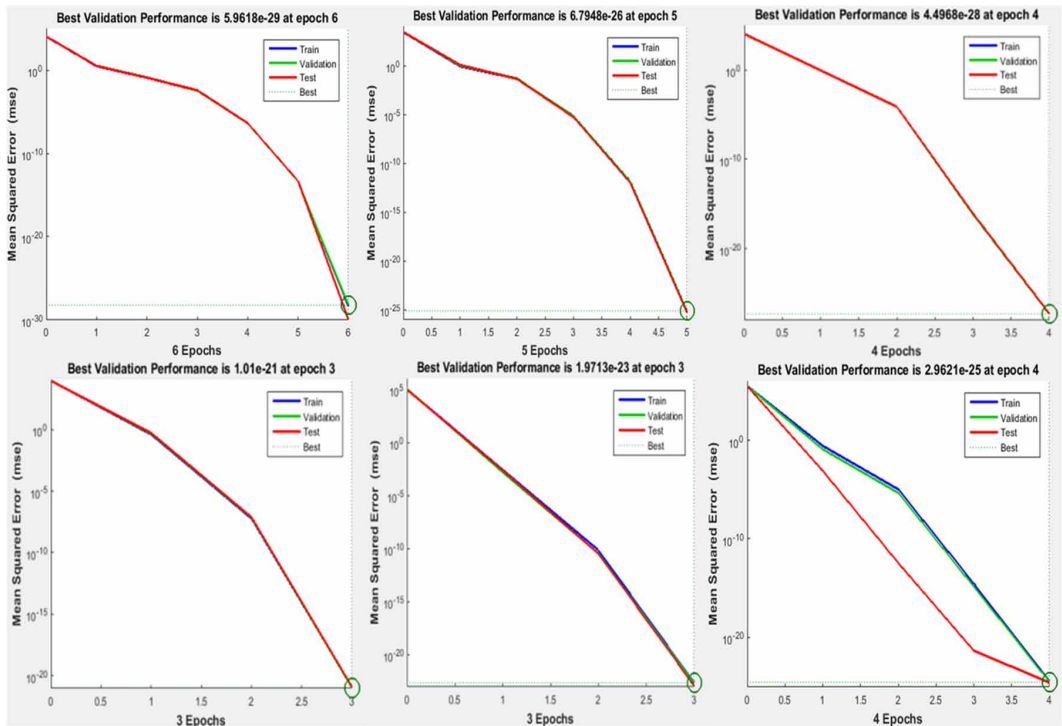 Best Validation Performance is 5.9618e-29 at epoch 6
Mean Squared Error (mse)
10^0
10^-10
10^-20
10^-30
Train
Validation
Test
Best
0 1 2 3 4 5 6
6 Epochs
Best Validation Performance is 6.7948e-26 at epoch 5
Mean Squared Error (mse)
10^0
10^-5
10^-10
10^-15
10^-20
10^-25
Train
Validation
Test
Best
0 0.5 1 1.5 2 2.5 3 3.5 4 4.5 5
5 Epochs
Best Validation Performance is 4.4968e-28 at epoch 4
Mean Squared Error (mse)
10^0
10^-10
10^-20
Train
Validation
Test
Best
0 0.5 1 1.5 2 2.5 3 3.5 4
4 Epochs
Best Validation Performance is 1.01e-21 at epoch 3
Mean Squared Error (mse)
10^0
10^-5
10^-10
10^-15
10^-20
Train
Validation
Test
Best
0 0.5 1 1.5 2 2.5 3
3 Epochs
Best Validation Performance is 1.9713e-23 at epoch 3
Mean Squared Error (mse)
10^5
10^0
10^-5
10^-10
10^-15
10^-20
Train
Validation
Test
Best
0 0.5 1 1.5 2 2.5 3
3 Epochs
Best Validation Performance is 2.9621e-25 at epoch 4
Mean Squared Error (mse)
10^0
10^-10
10^-20
Train
Validation
Test
Best
0 0.5 1 1.5 2 2.5 3 3.5 4
4 Epochs